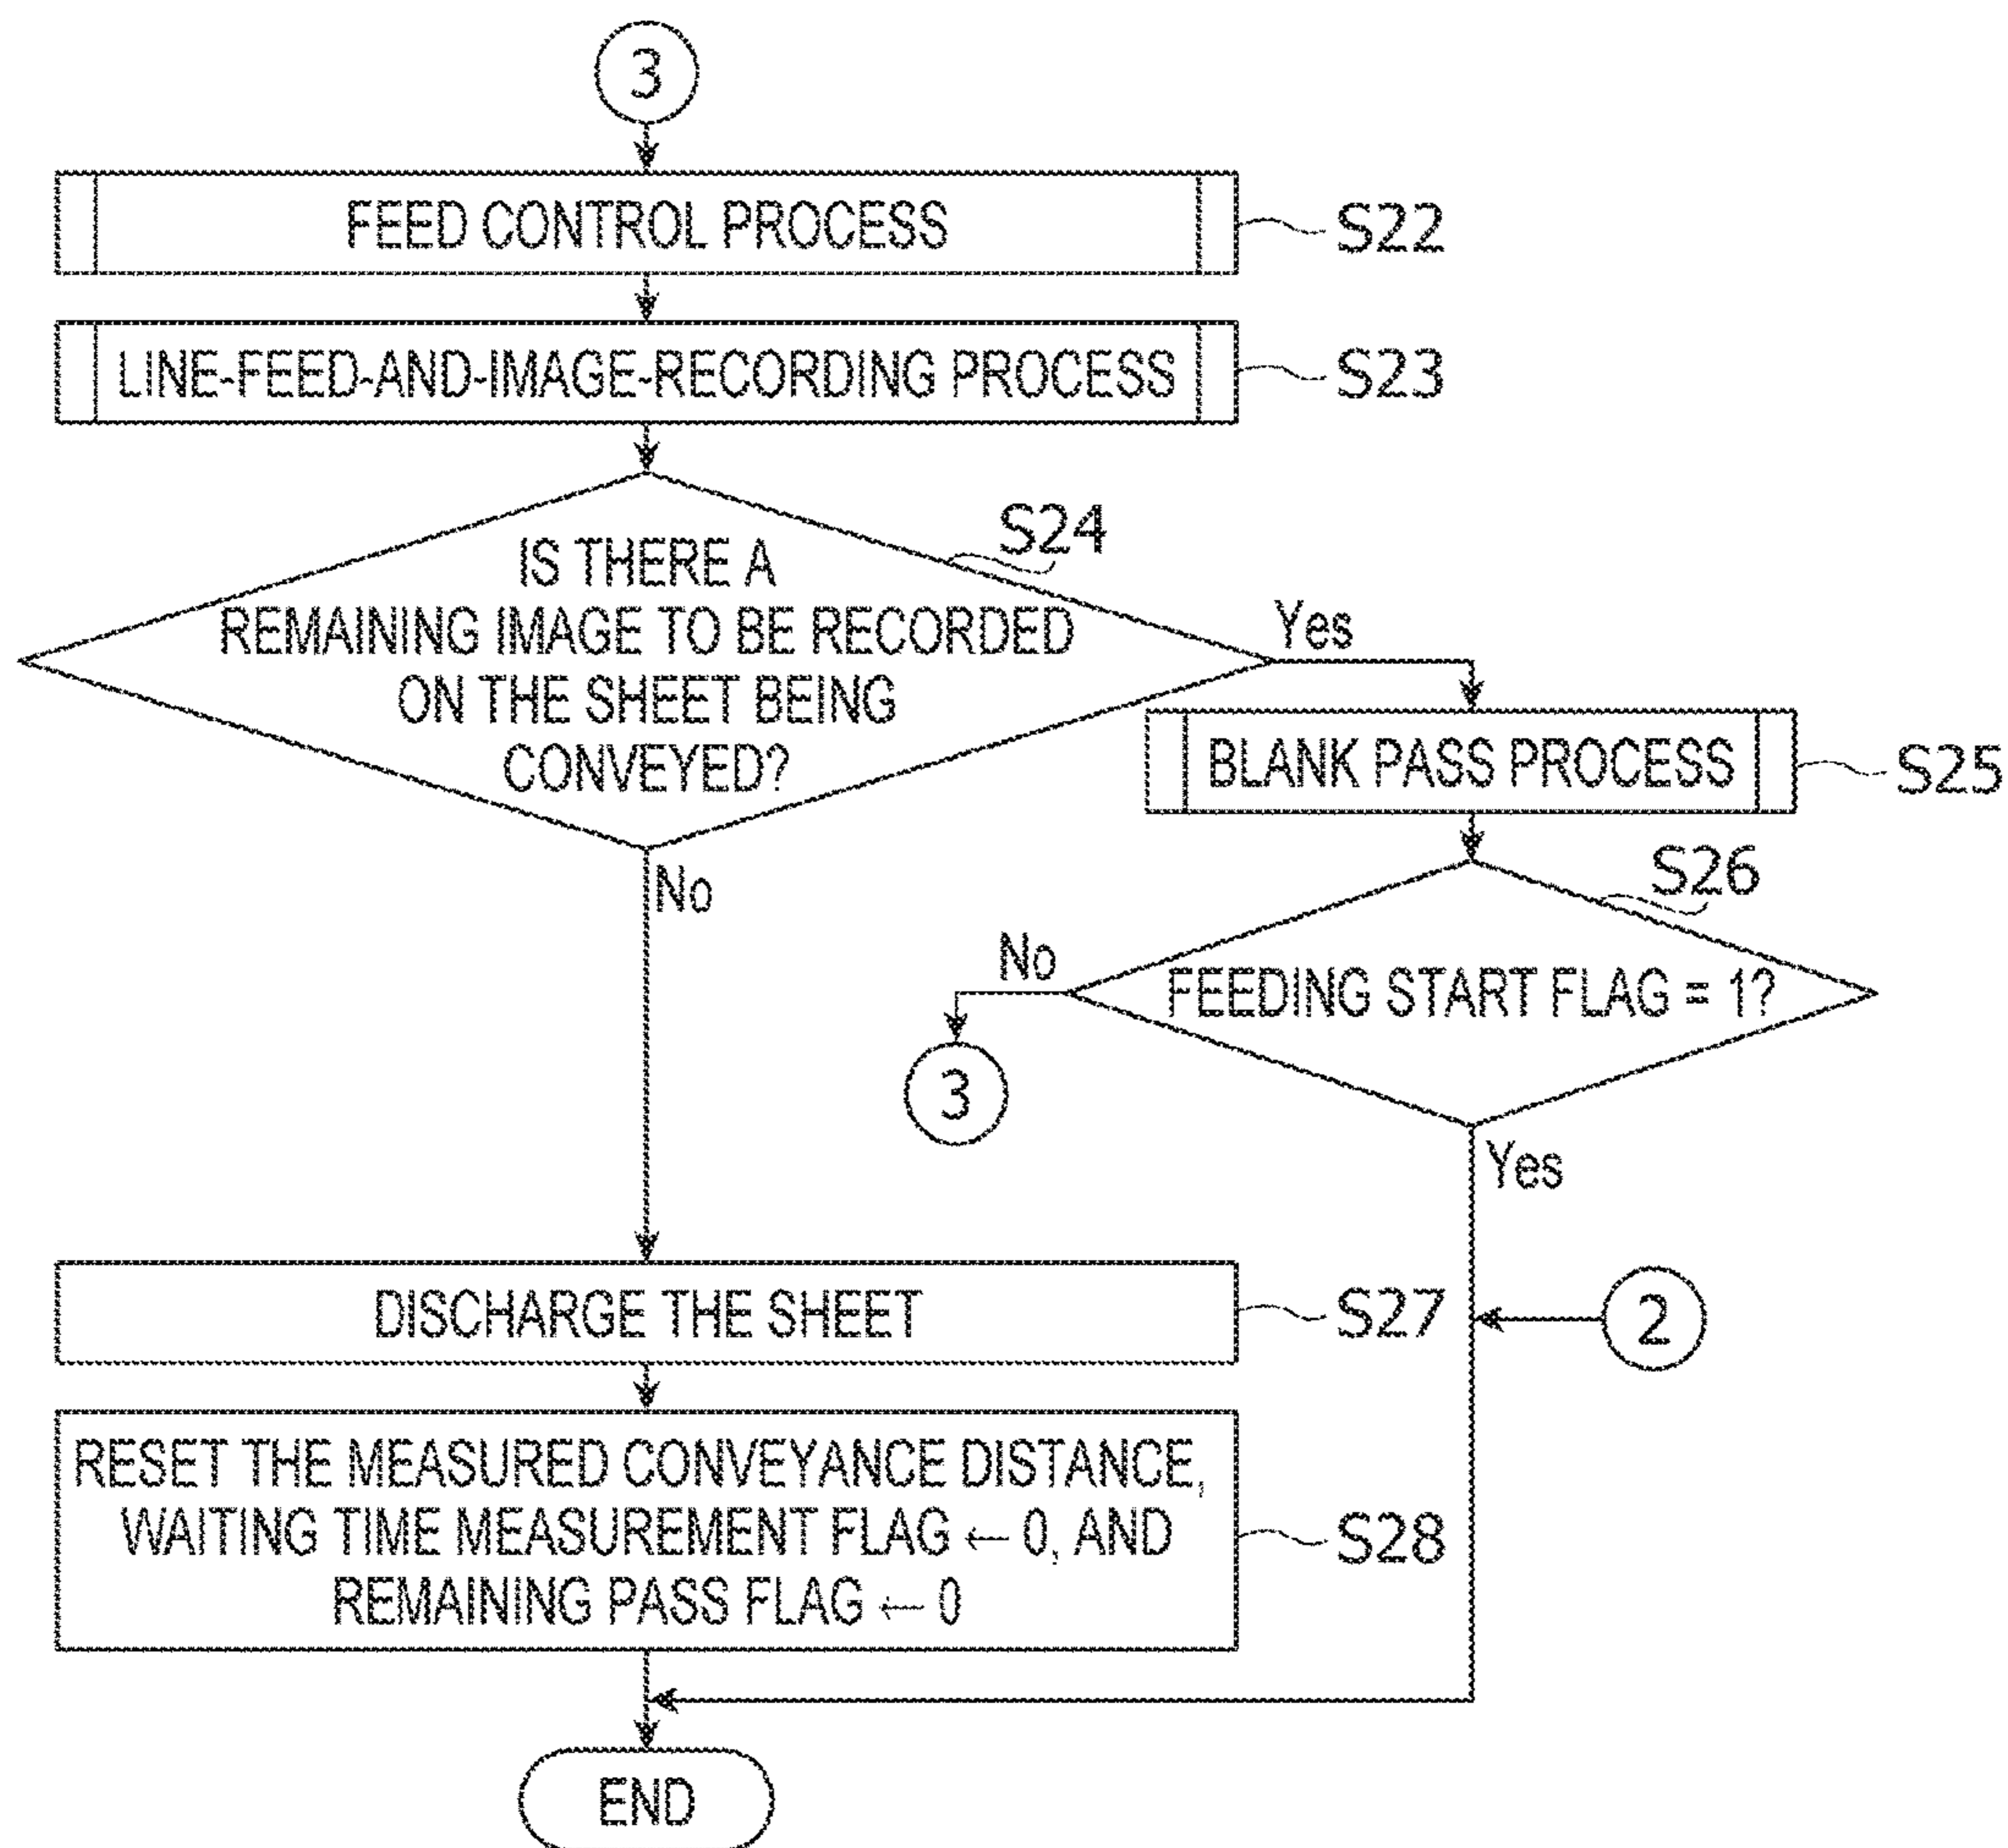 3
FEED CONTROL PROCESS
S22
LINE-FEED-AND-IMAGE-RECORDING PROCESS
S23
S24
IS THERE A
REMAINING IMAGE TO BE RECORDED
ON THE SHEET BEING
CONVEYED?
Yes
BLANK PASS PROCESS
S25
No
S26
No
FEEDING START FLAG = 1?
3
Yes
DISCHARGE THE SHEET
S27
2
RESET THE MEASURED CONVEYANCE DISTANCE,
WAITING TIME MEASUREMENT FLAG ← 0, AND
REMAINING PASS FLAG ← 0
S28
END